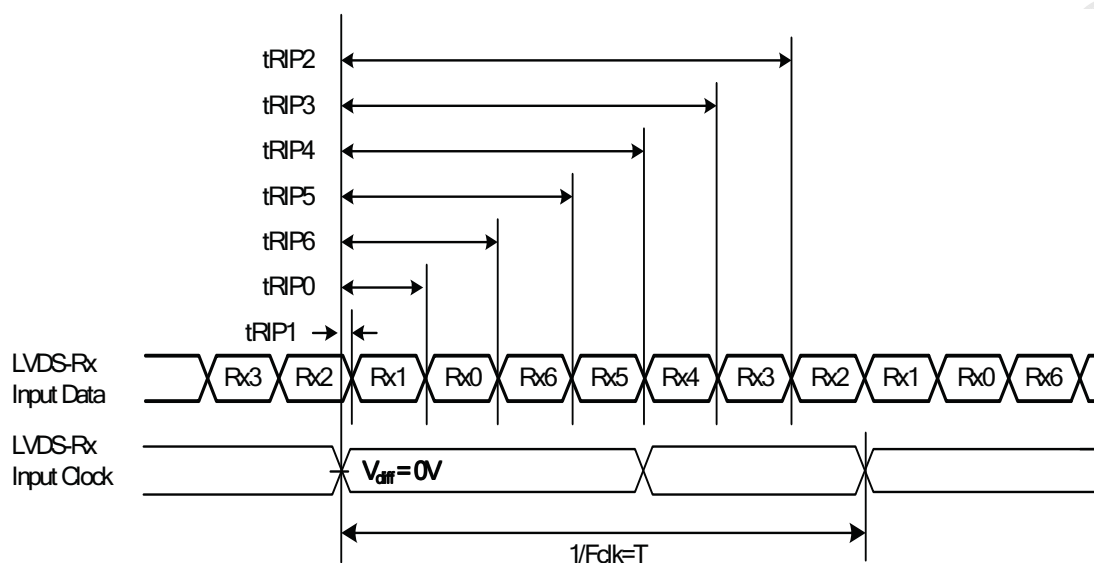 tRIP2
tRIP3
tRIP4
tRIP5
tRIP6
tRIP0
tRIP1
LVDS-Rx
Input Data
Rx3 Rx2 Rx1 Rx0 Rx6 Rx5 Rx4 Rx3 Rx2 Rx1 Rx0 Rx6
LVDS-Rx
Input Clock
Vdiff = 0V
1/Fclk=T